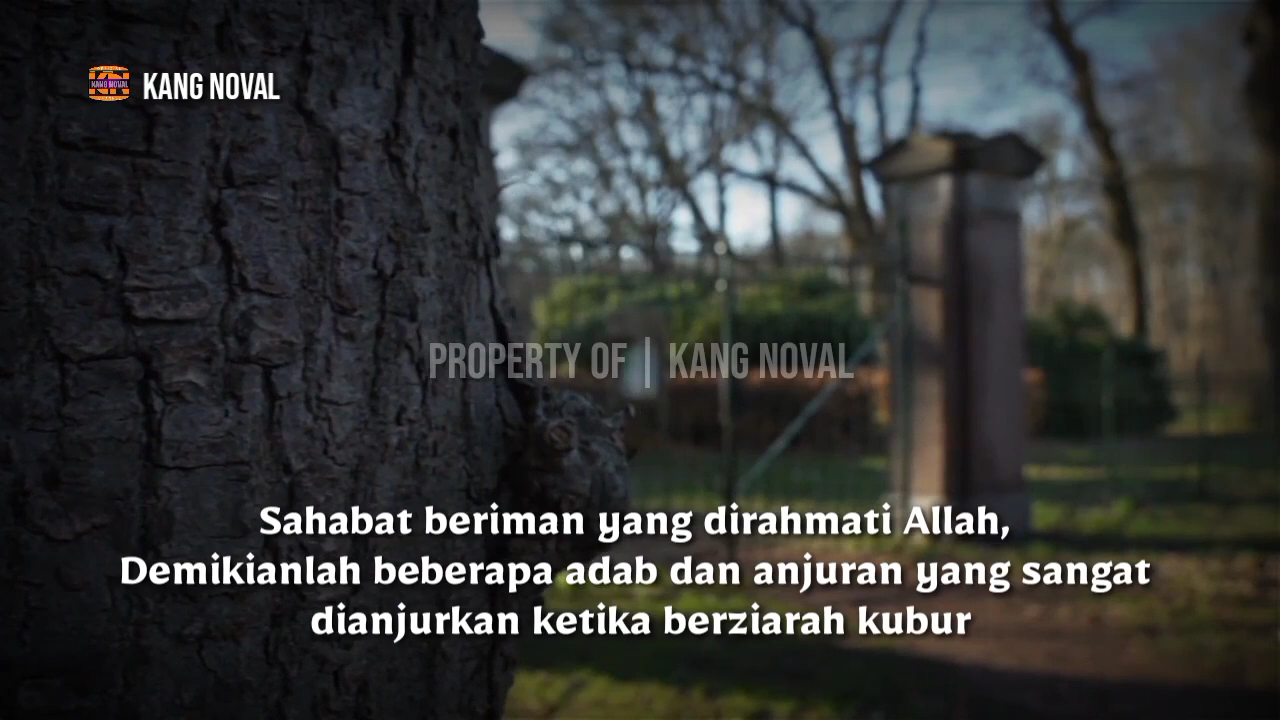 KANG NOVAL
PROPERTY OF | KANG NOVAL
Sahabat beriman yang dirahmati Allah,
Demikianlah beberapa adab dan anjuran yang sangat
dianjurkan ketika berziarah kubur